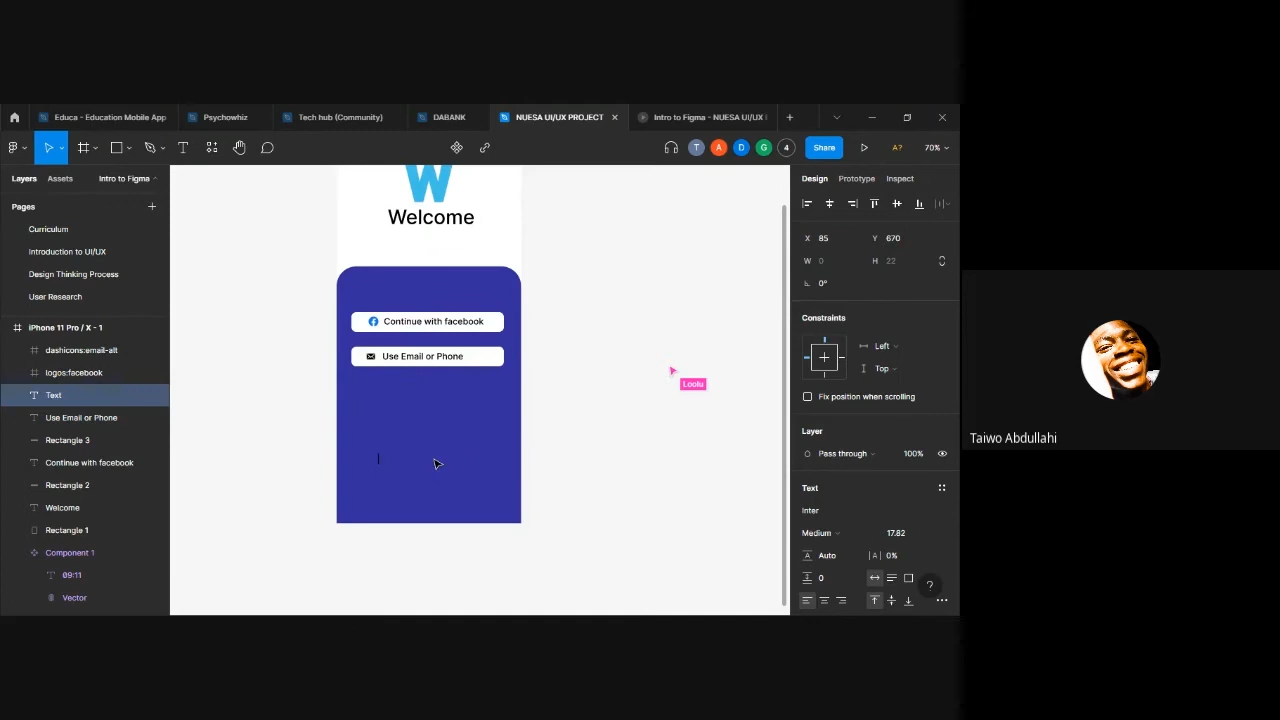 Educa - Education Mobile App
Psychowhiz
Tech hub (Community)
DABANK
NUESA UI/UX PROJECT
Intro to Figma - NUESA UI/UX
T
A
D
G
4
Share
A?
70%
Layers
Assets
Intro to Figma
Pages
Curriculum
Introduction to UI/UX
Design Thinking Process
User Research
iPhone 11 Pro / X - 1
dashicons:email-alt
logos:facebook
Text
Use Email or Phone
Rectangle 3
Continue with facebook
Rectangle 2
Welcome
Rectangle 1
Component 1
09:11
Vector
W
Welcome
Continue with facebook
Use Email or Phone
Loolu
Design
Prototype
Inspect
X 85
Y 670
W 0
H 22
0°
Constraints
Left
Top
Fix position when scrolling
Layer
Pass through
100%
Text
Inter
Medium
17.82
Auto
0%
0
?
Taiwo Abdullahi